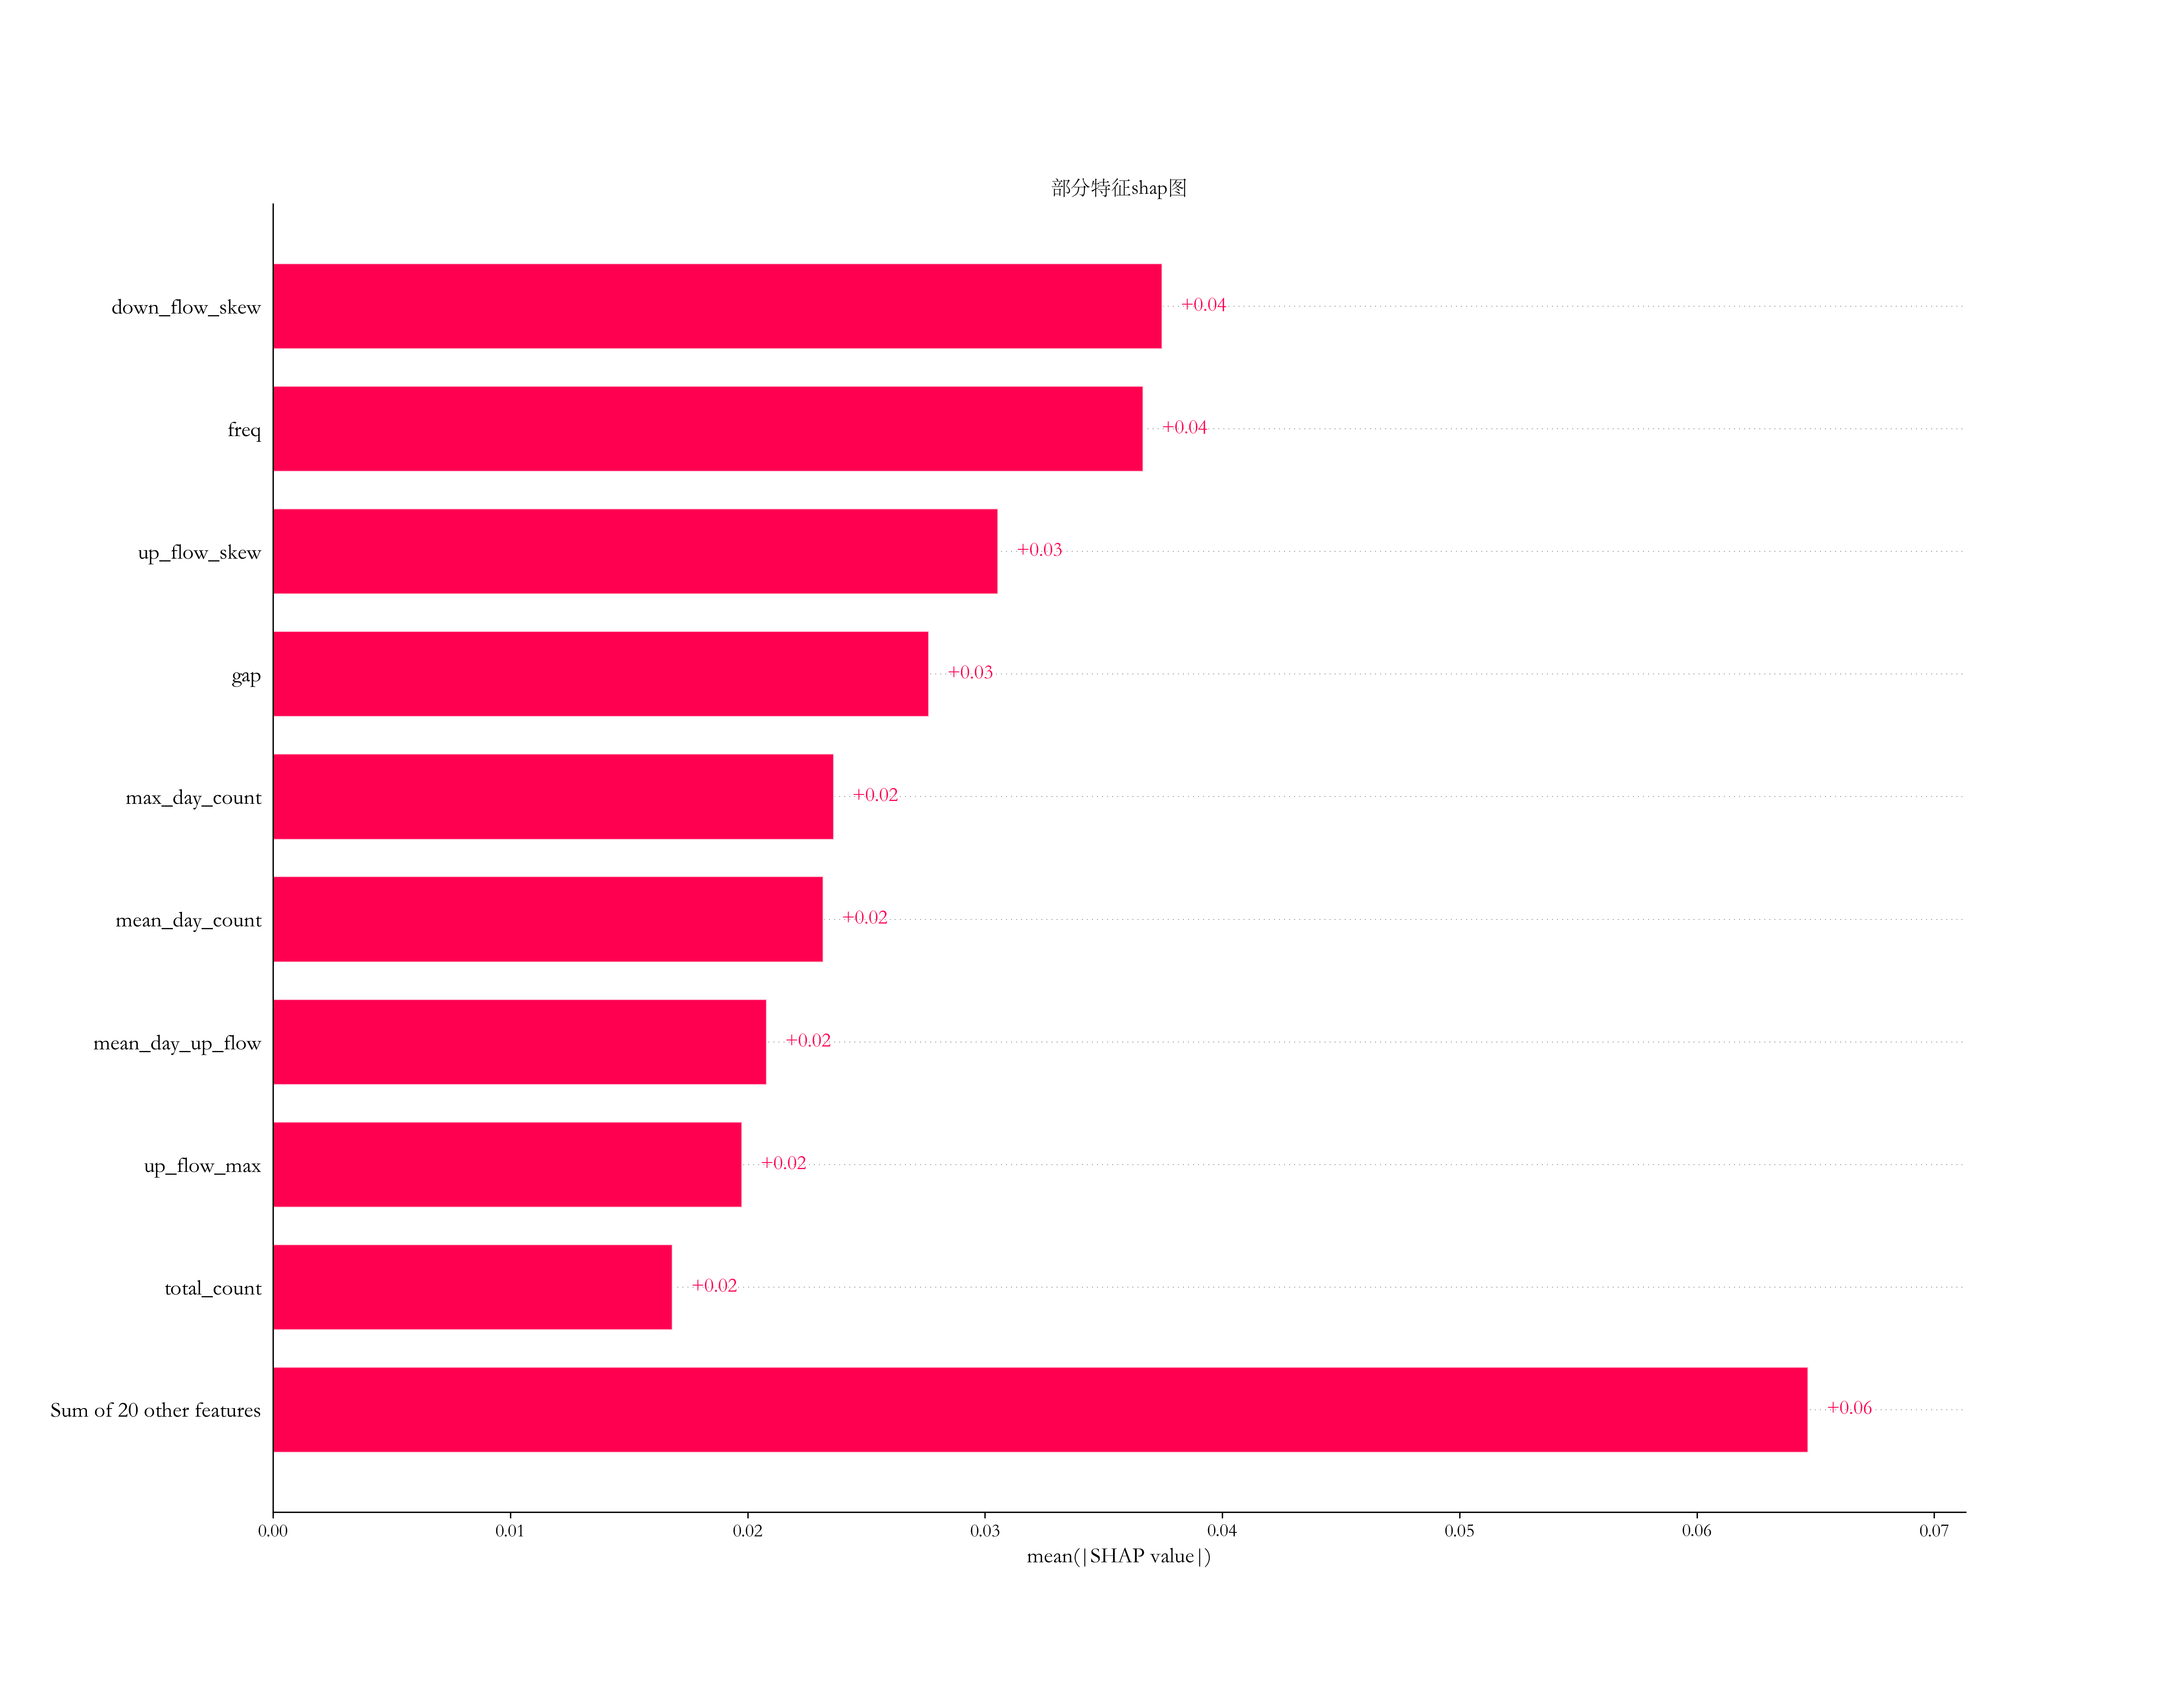 部分特征shap图
down_flow_skew +0.04
freq +0.04
up_flow_skew +0.03
gap +0.03
max_day_count +0.02
mean_day_count +0.02
mean_day_up_flow +0.02
up_flow_max +0.02
total_count +0.02
Sum of 20 other features +0.06
0.00 0.01 0.02 0.03 0.04 0.05 0.06 0.07
mean(|SHAP value|)